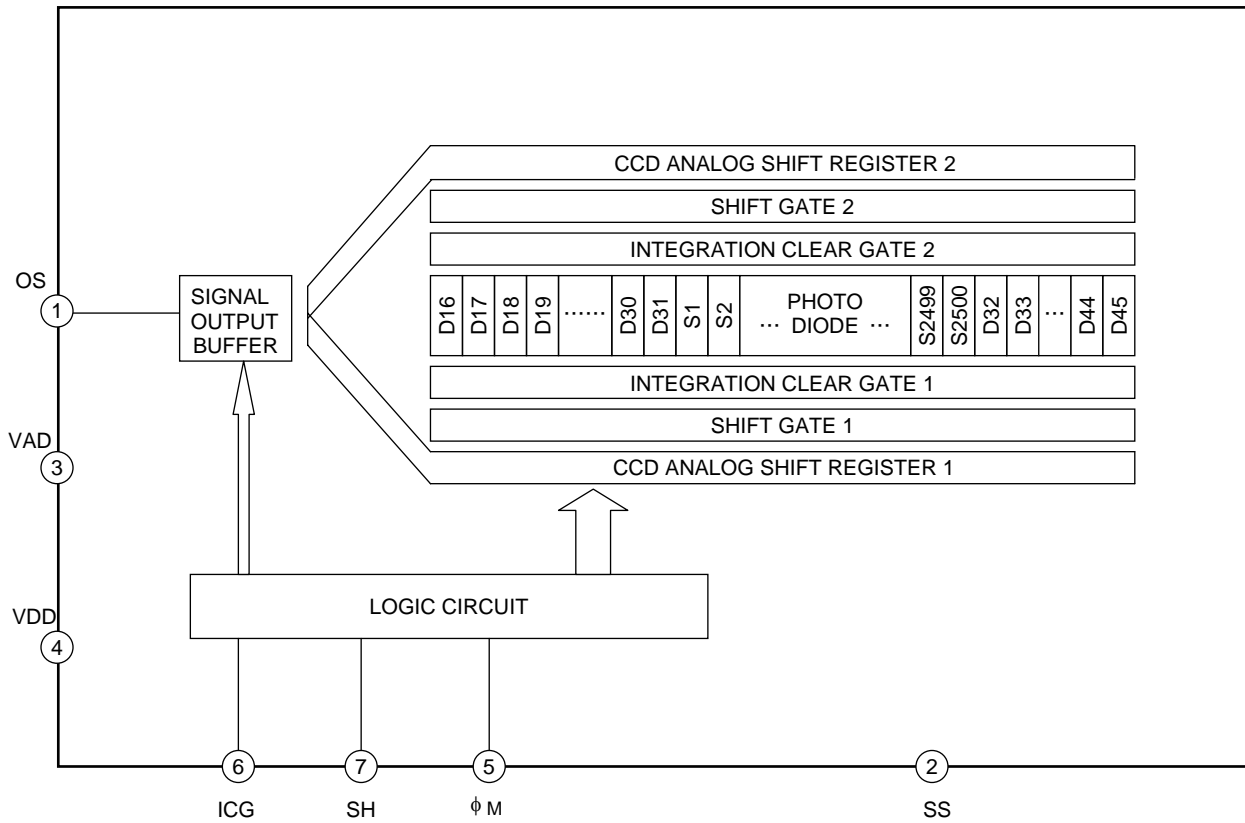 CCD ANALOG SHIFT REGISTER 2
SHIFT GATE 2
INTEGRATION CLEAR GATE 2
OS
1
SIGNAL
OUTPUT
BUFFER
D16
D17
D18
D19
……
D30
D31
S1
S2
PHOTO
… DIODE …
S2499
S2500
D32
D33
…
D44
D45
INTEGRATION CLEAR GATE 1
SHIFT GATE 1
CCD ANALOG SHIFT REGISTER 1
VAD
3
LOGIC CIRCUIT
VDD
4
6
7
5
2
ICG
SH
ϕ M
SS